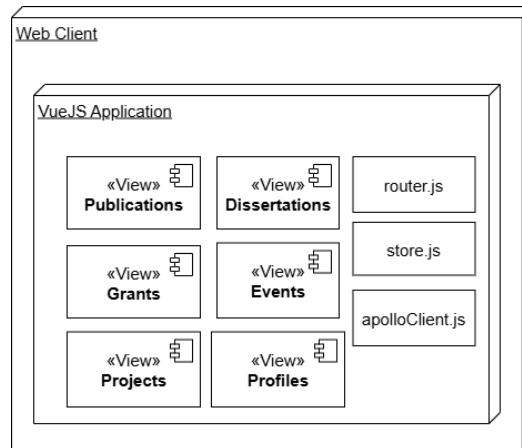 Web Client
VueJS Application
«View»
Publications
«View»
Dissertations
router.js
«View»
Grants
«View»
Events
store.js
apolloClient.js
«View»
Projects
«View»
Profiles